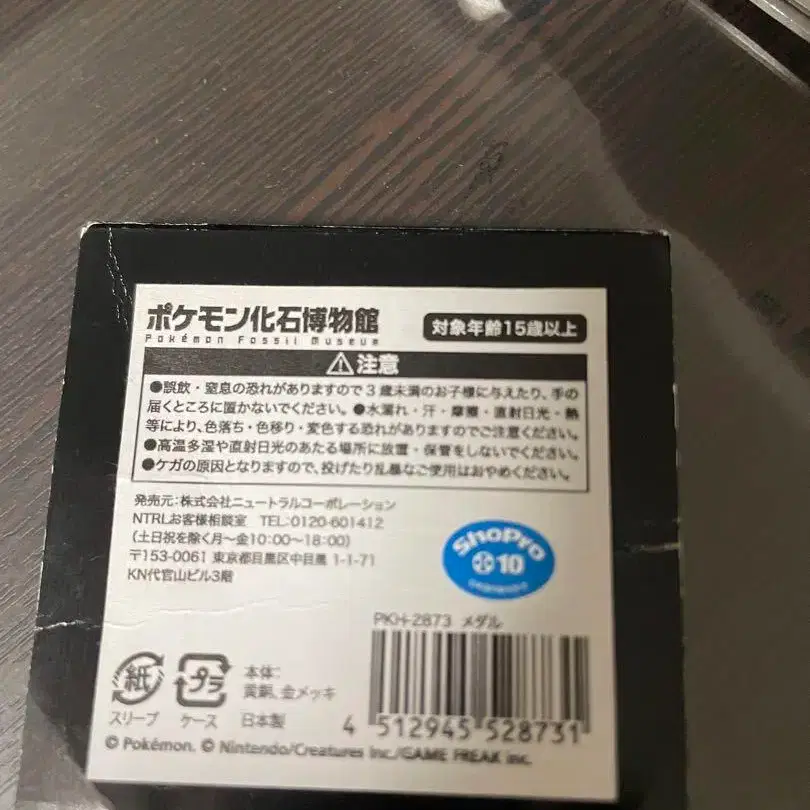 ポケモン化石博物館
Pokémon Fossil Museum
対象年齢15歳以上
⚠注意
●誤飲・窒息の恐れがありますので3歳未満のお子様に与えたり、手の
届くところに置かないでください。●水濡れ・汗・摩擦・直射日光・熱
等により、色落ち・色移り・変色する恐れがありますのでご注意ください。
●高温多湿や直射日光のあたる場所に放置・保管をしないでください。
●ケガの原因となりますので、投げたり乱暴なご使用はおやめください。
発売元:株式会社ニュートラルコーポレーション
NTRLお客様相談室 TEL:0120-601412
(土日祝を除く月~金10:00~18:00)
〒153-0061 東京都目黒区中目黒 1-1-71
KN代官山ビル3階
ShoPro
10
PKH-2873 メダル
紙
スリーブ
プラ
ケース
本体:
黄銅、金メッキ
日本製
4 512945 528731
© Pokémon. © Nintendo/Creatures Inc./GAME FREAK inc.